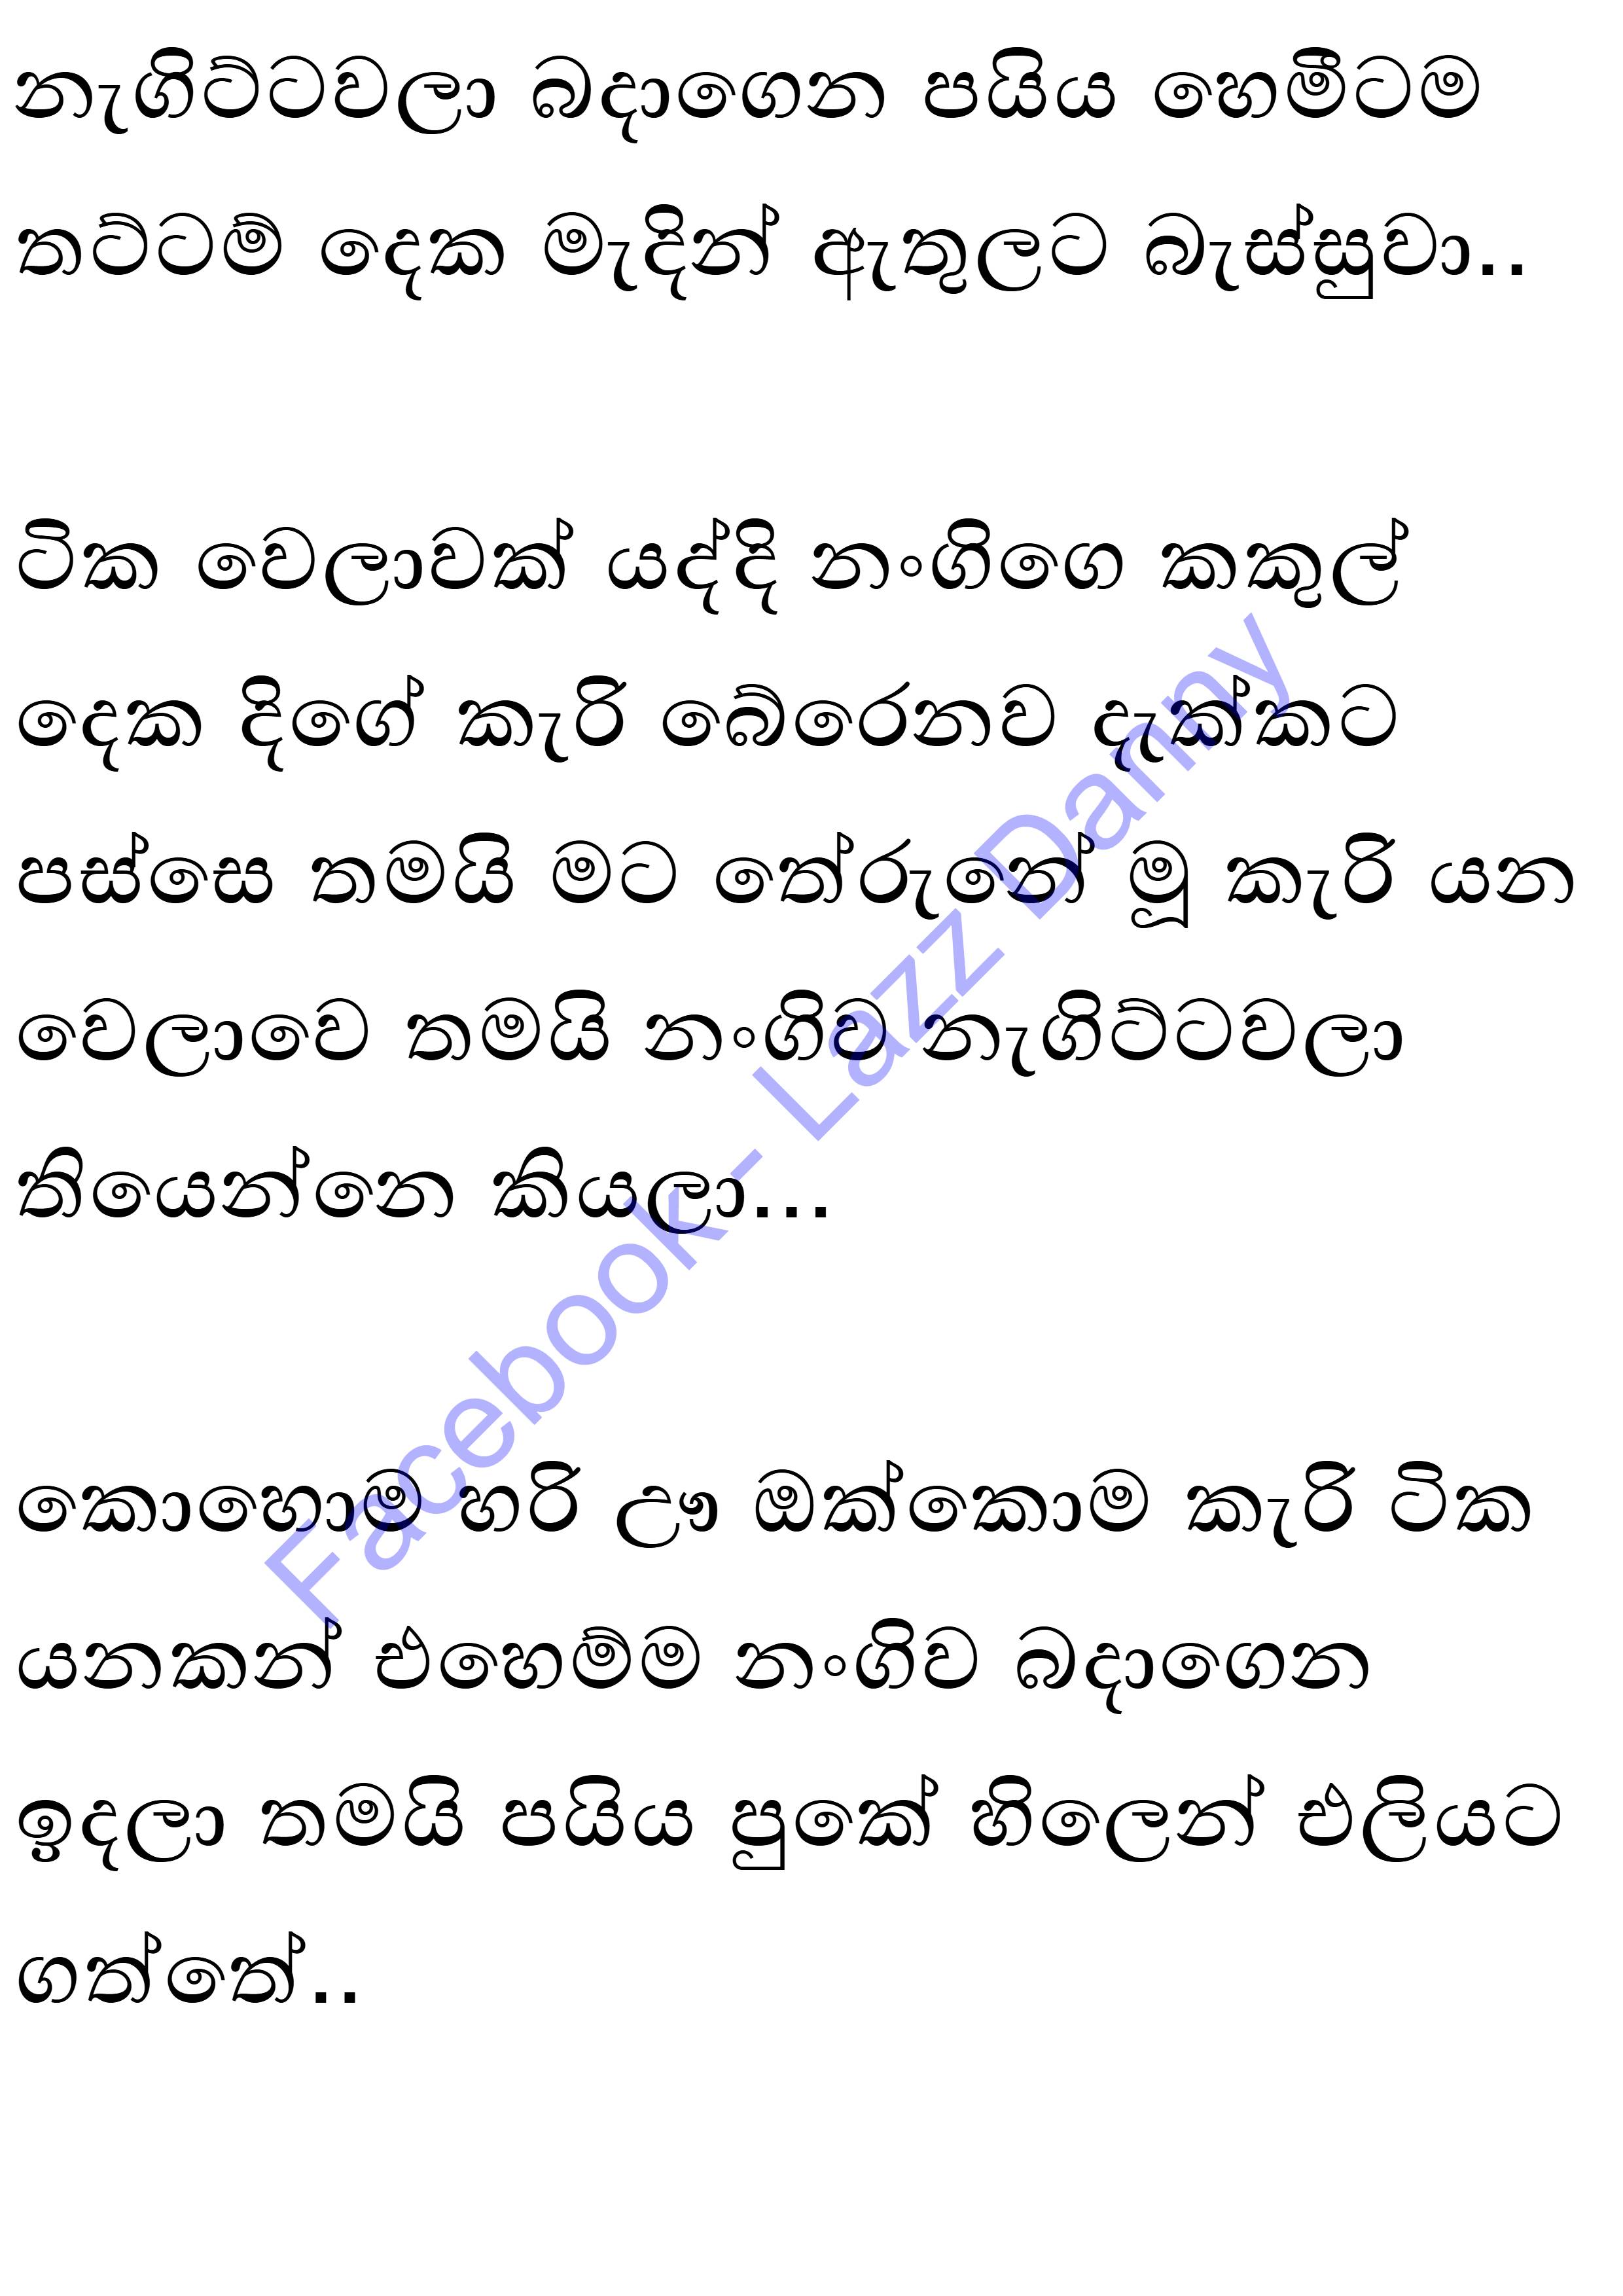 නැගිට්ටවලා බදාගෙන පයිය හෙමීටම
තට්ටම් දෙක මැදින් ඇතුලට බැස්සුවා..
ටික වෙලාවක් යද්දි නංගිගෙ කකුල්
දෙක දිගේ කැරි බේරෙනව දැක්කට
පස්සෙ තමයි මට තේරුනේ මූ කැරි යන
වෙලාවෙ තමයි නංගිව නැගිට්ටවලා
තියෙන්නෙ කියලා...
කොහොම හරි ඌ ඔක්කොම කැරි ටික
යනකන් එහෙම්ම නංගිව බදාගෙන
ඉදලා තමයි පයිය පුකේ හිලෙන් එලියට
ගත්තේ..
Facebook - Lazz Danny